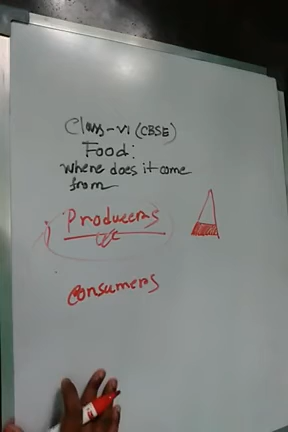 Class-VI (CBSE)
Food:
where does it come
from
Producers
consumers